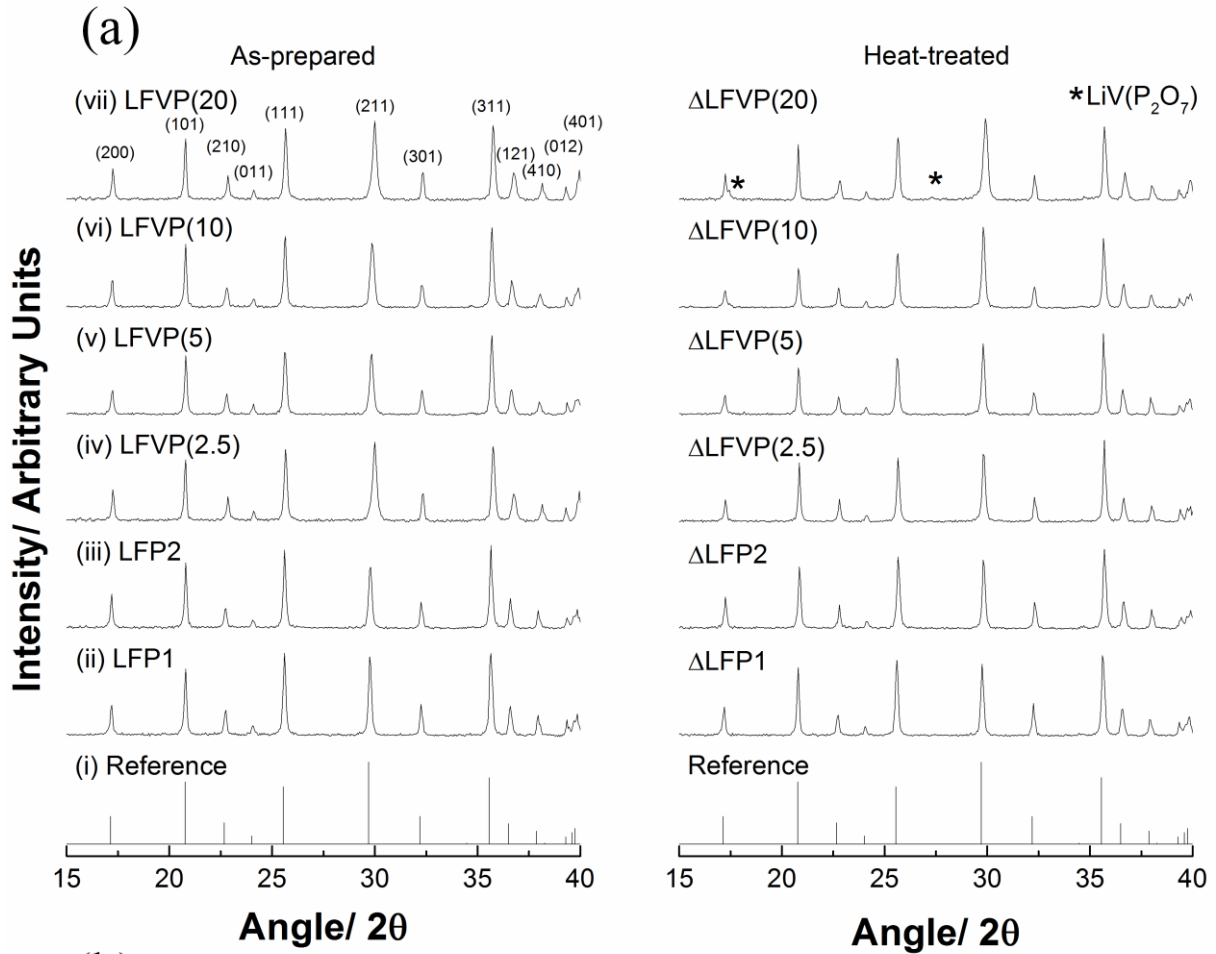 (a)
As-prepared
Heat-treated
(vii) LFVP(20)
(200)
(101)
(210)
(011)
(111)
(211)
(301)
(311)
(121)
(410)
(012)
(401)
(vi) LFVP(10)
(v) LFVP(5)
(iv) LFVP(2.5)
(iii) LFP2
(ii) LFP1
(i) Reference
15 20 25 30 35 40
Angle/ 2θ
Intensity/ Arbitrary Units
ΔLFVP(20)
*LiV(P₂O₇)
* *
ΔLFVP(10)
ΔLFVP(5)
ΔLFVP(2.5)
ΔLFP2
ΔLFP1
Reference
15 20 25 30 35 40
Angle/ 2θ